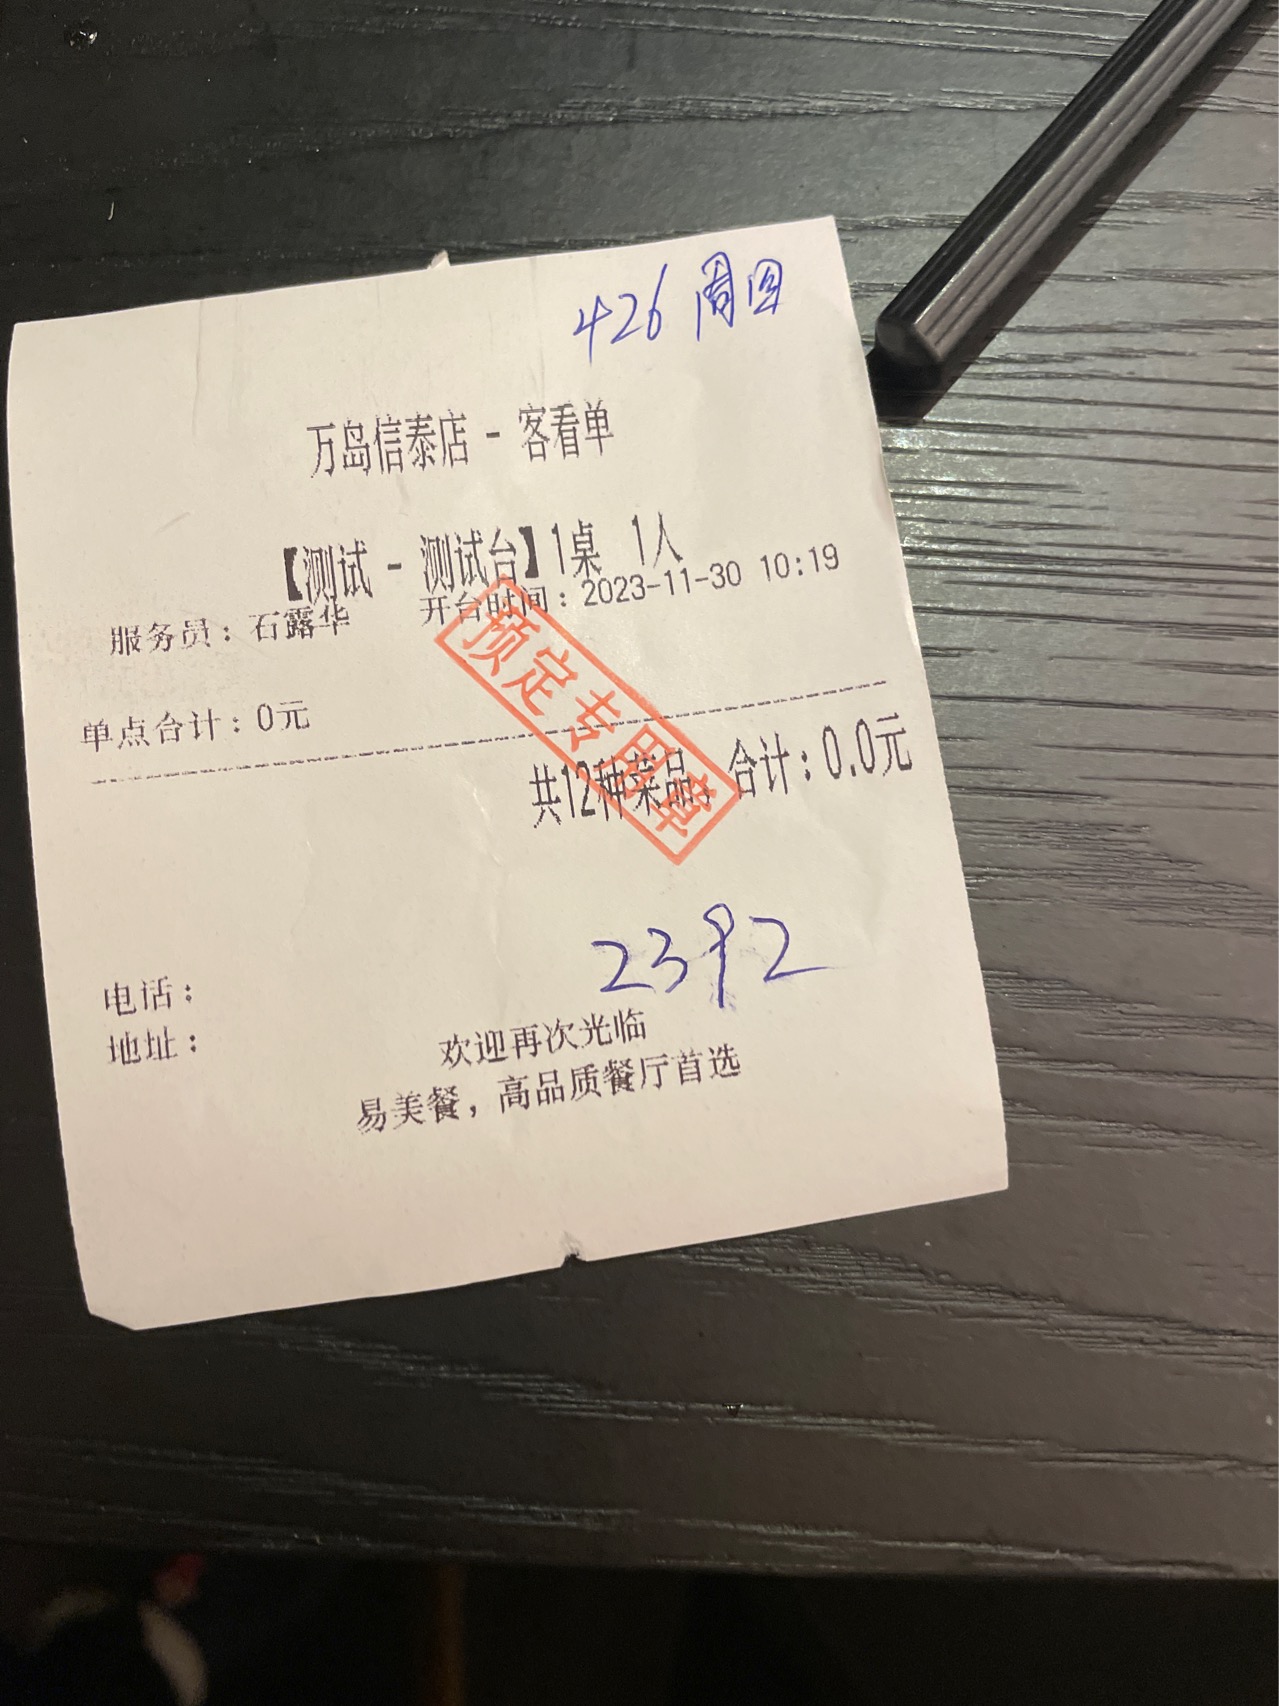 426 周图
万岛信泰店 - 客看单
【测试 - 测试台】1桌 1人
服务员：石露华 开台时间：2023-11-30 10:19
预定专用章
单点合计：0元
共12种菜品，合计：0.0元
2392
电话：
地址：
欢迎再次光临
易美餐，高品质餐厅首选